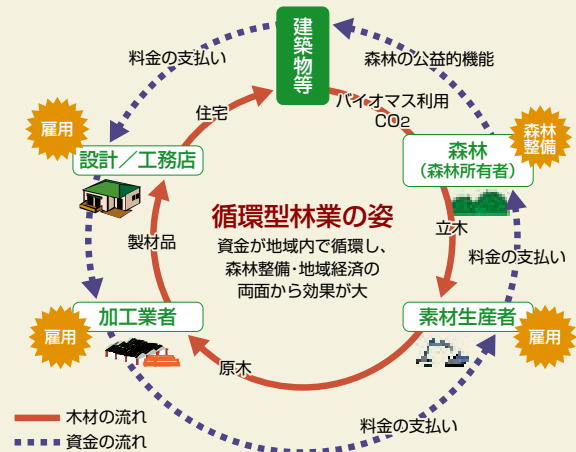 建築物等
料金の支払い
森林の公益的機能
住宅
バイオマス利用
CO2
雇用
設計／工務店
森林
整備
森林
（森林所有者）
循環型林業の姿
資金が地域内で循環し、
森林整備・地域経済の
両面から効果が大
製材品
立木
料金の支払い
雇用
加工業者
素材生産者
雇用
原木
料金の支払い
木材の流れ
資金の流れ